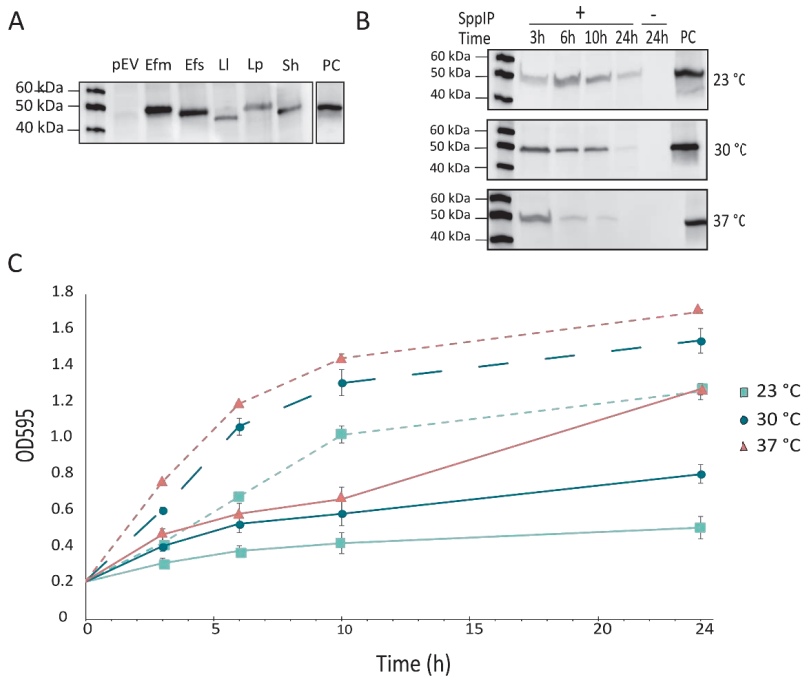 A
pEV Efm Efs Ll Lp Sh PC
60 kDa
50 kDa
40 kDa
B
SppIP + -
Time 3h 6h 10h 24h 24h PC
60 kDa
50 kDa
40 kDa
23 °C
60 kDa
50 kDa
40 kDa
30 °C
60 kDa
50 kDa
40 kDa
37 °C
C
OD595
1.8
1.6
1.4
1.2
1.0
0.8
0.6
0.4
0.2
0
0 5 10 15 20 24
Time (h)
23 °C
30 °C
37 °C